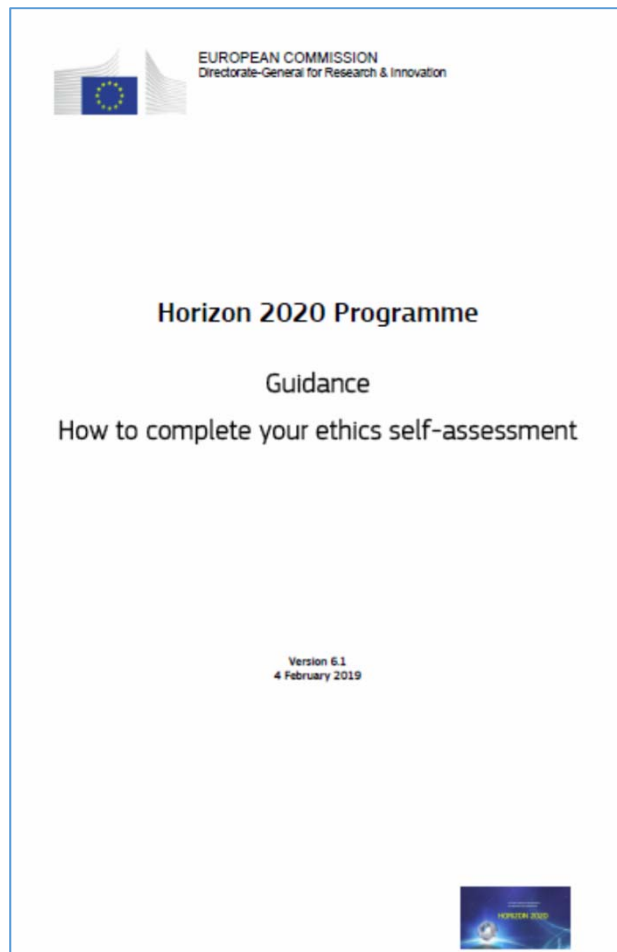 EUROPEAN COMMISSION
Directorate-General for Research & Innovation
Horizon 2020 Programme
Guidance
How to complete your ethics self-assessment
Version 6.1
4 February 2019
HORIZON 2020